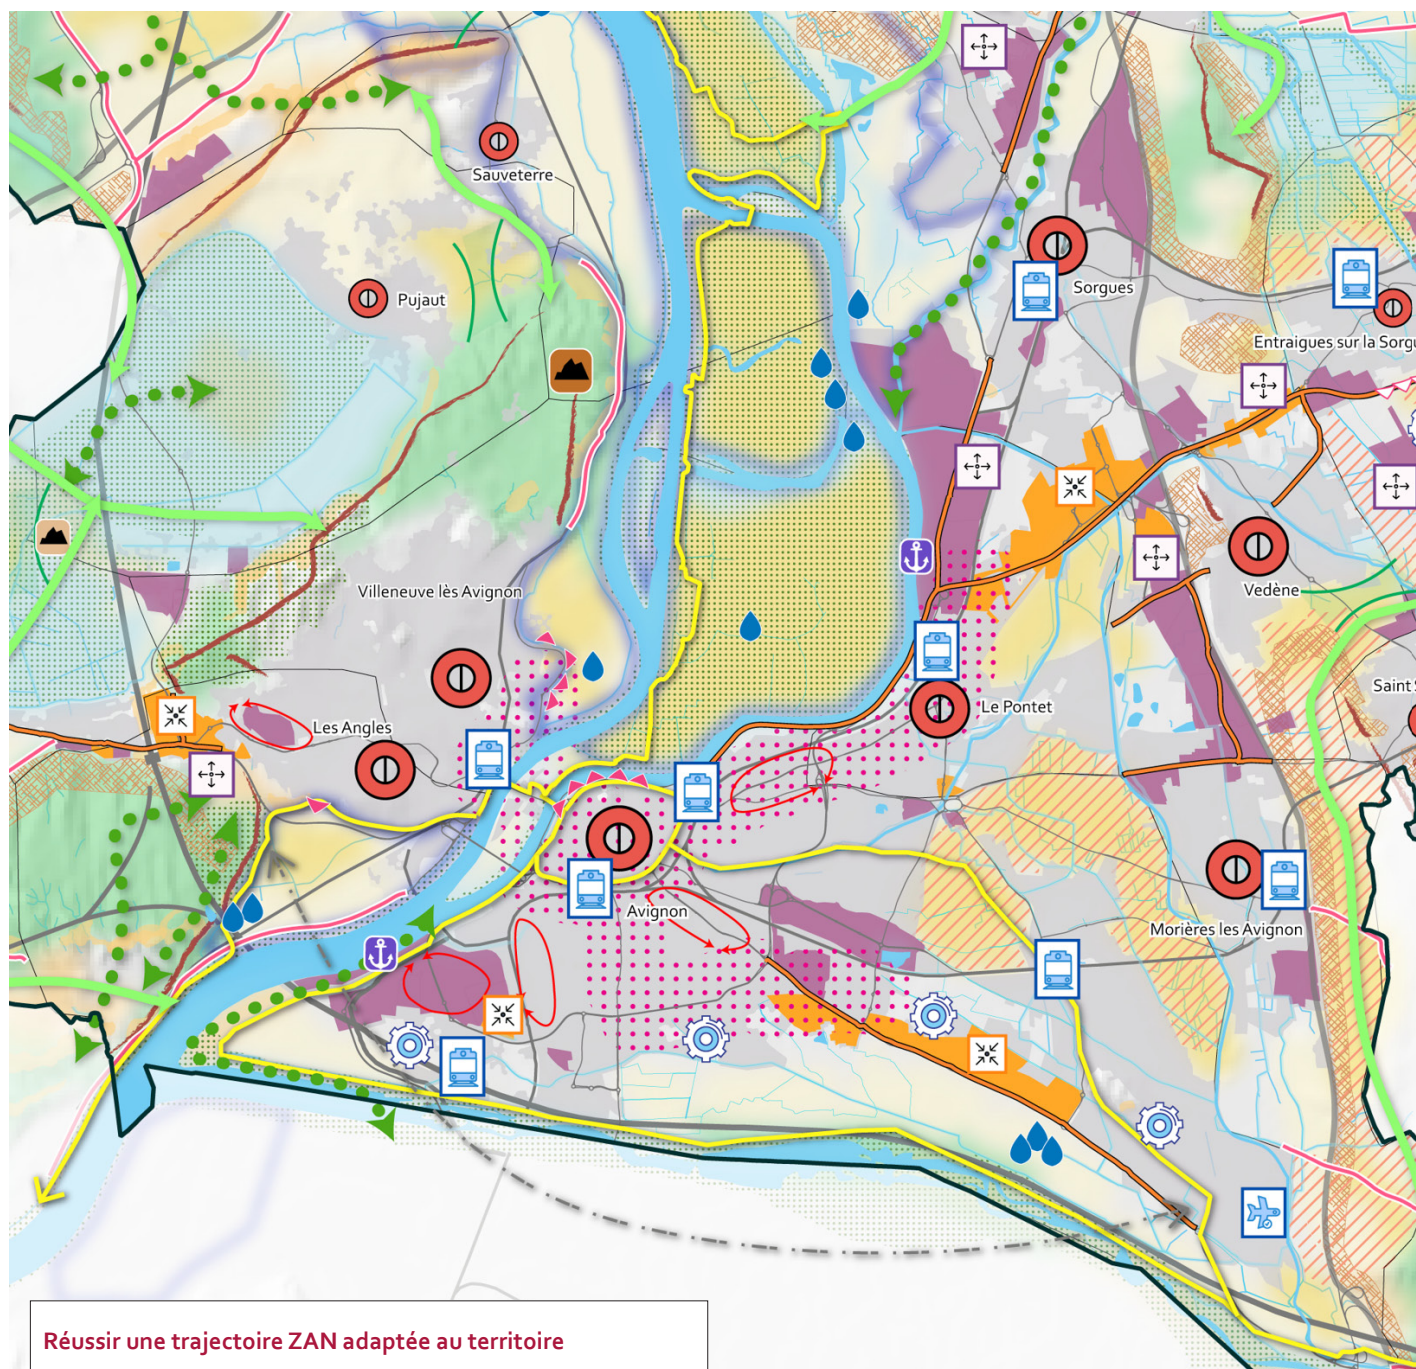 Sauveterre
Pujaut
Sorgues
Entraigues sur la Sorgu
Villeneuve lès Avignon
Vedène
Saint S
Le Pontet
Les Angles
Avignon
Morières les Avignon
Réussir une trajectoire ZAN adaptée au territoire